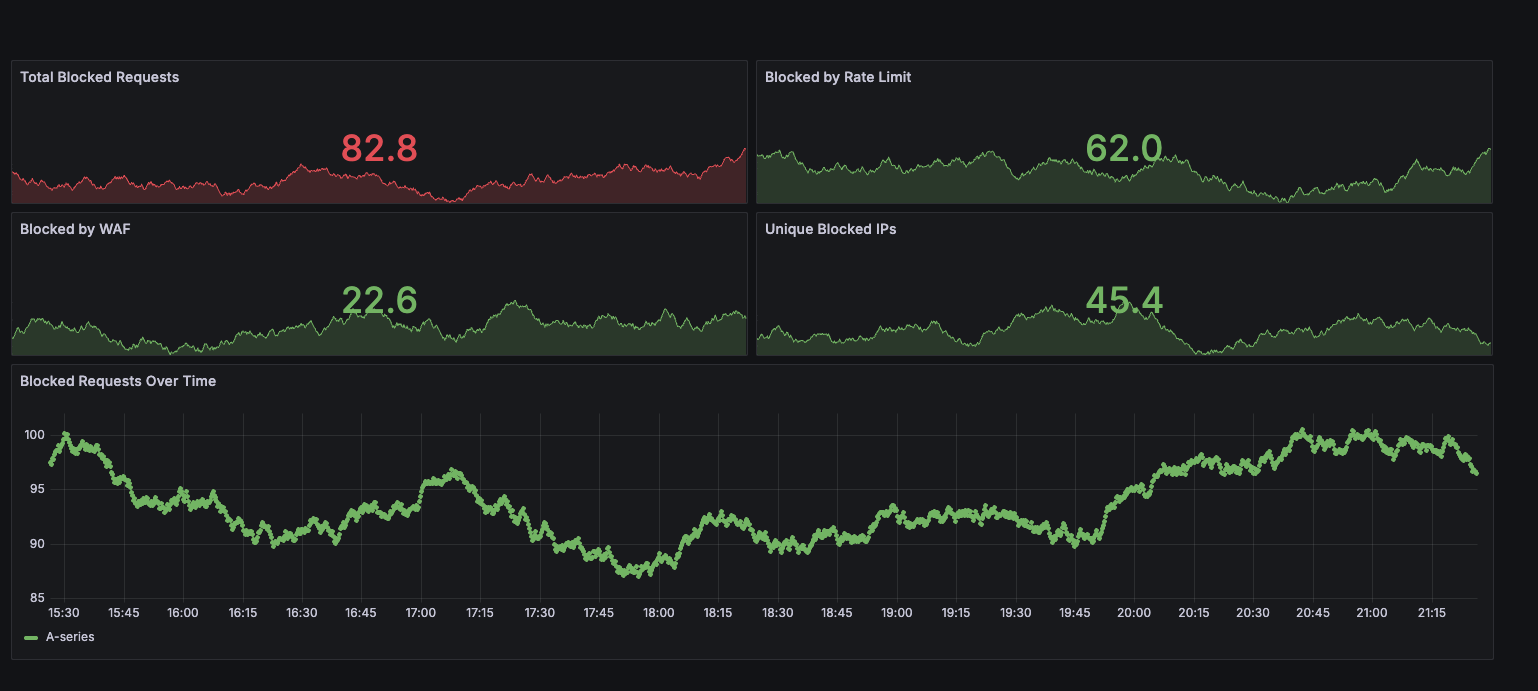 Total Blocked Requests
82.8
Blocked by Rate Limit
62.0
Blocked by WAF
22.6
Unique Blocked IPs
45.4
Blocked Requests Over Time
100
95
90
85
15:30 15:45 16:00 16:15 16:30 16:45 17:00 17:15 17:30 17:45 18:00 18:15 18:30 18:45 19:00 19:15 19:30 19:45 20:00 20:15 20:30 20:45 21:00 21:15
A-series